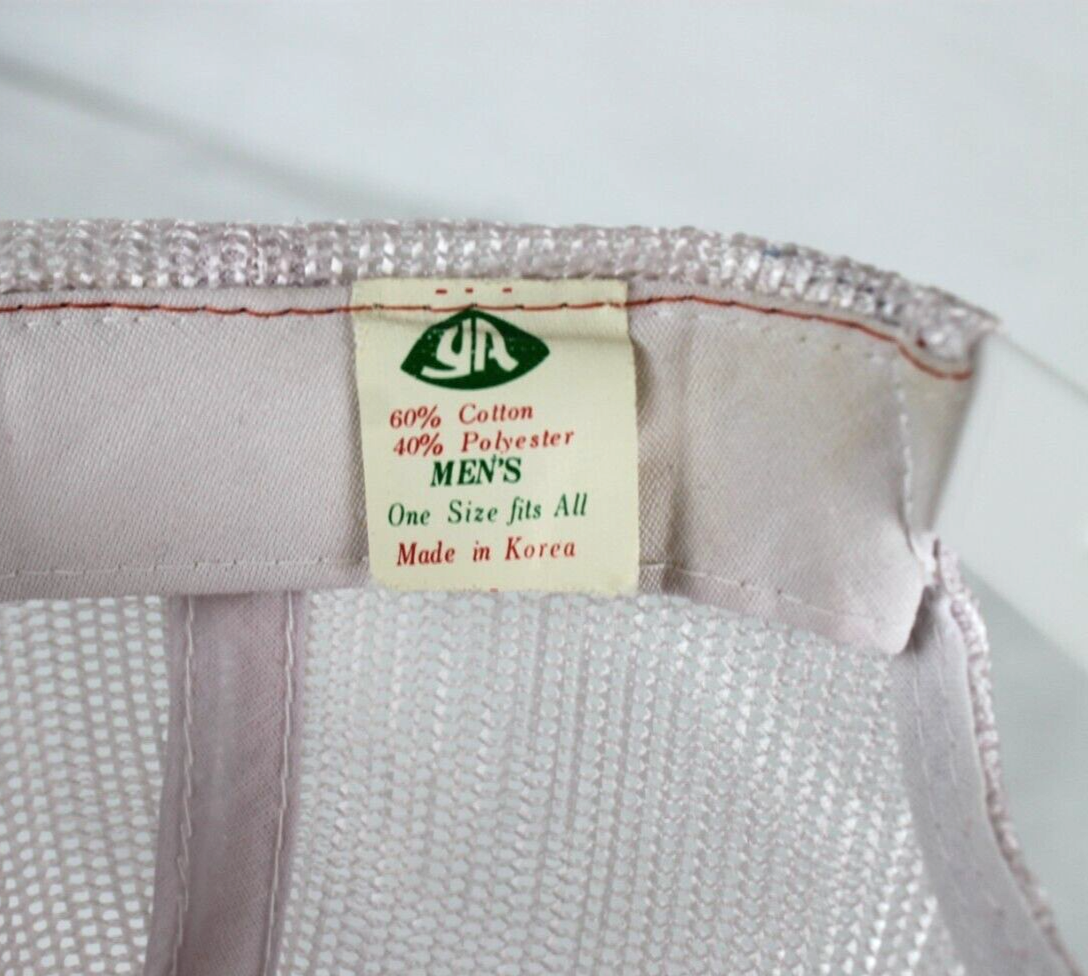 YA
60% Cotton
40% Polyester
MEN'S
One Size fits All
Made in Korea